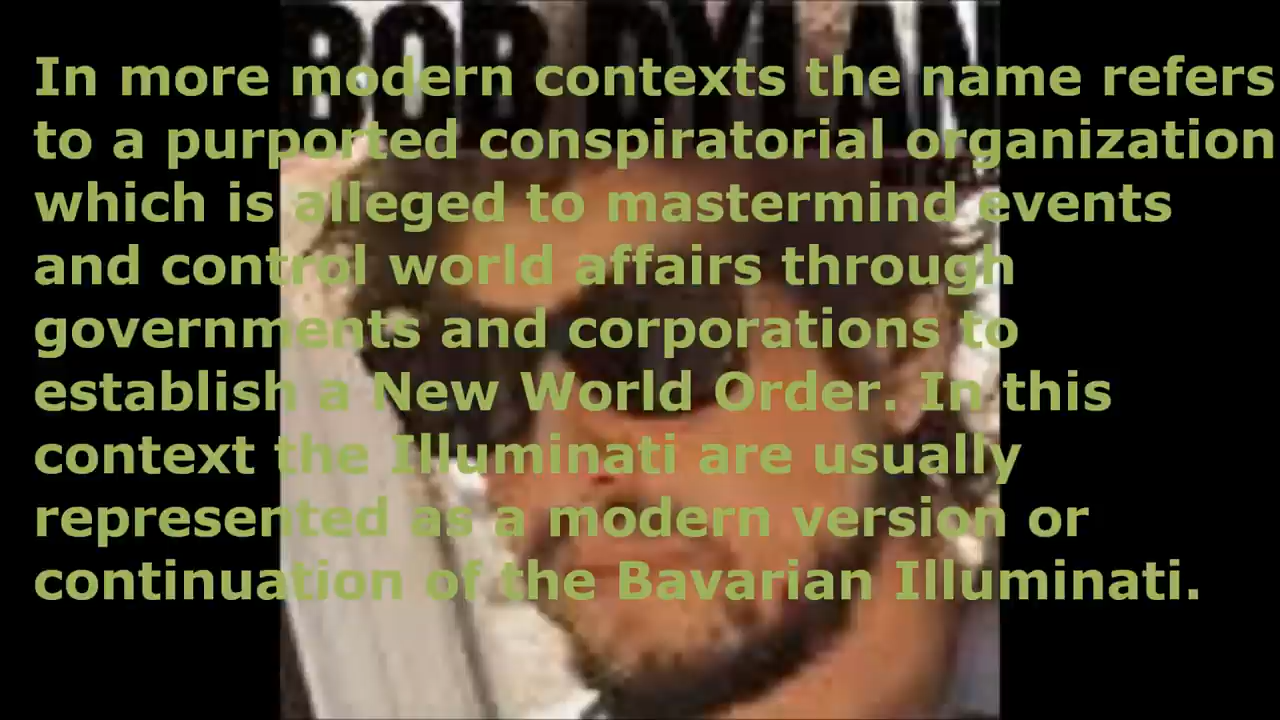 BOB DYLAN
In more modern contexts the name refers
to a purported conspiratorial organization
which is alleged to mastermind events
and control world affairs through
governments and corporations to
establish a New World Order. In this
context the Illuminati are usually
represented as a modern version or
continuation of the Bavarian Illuminati.